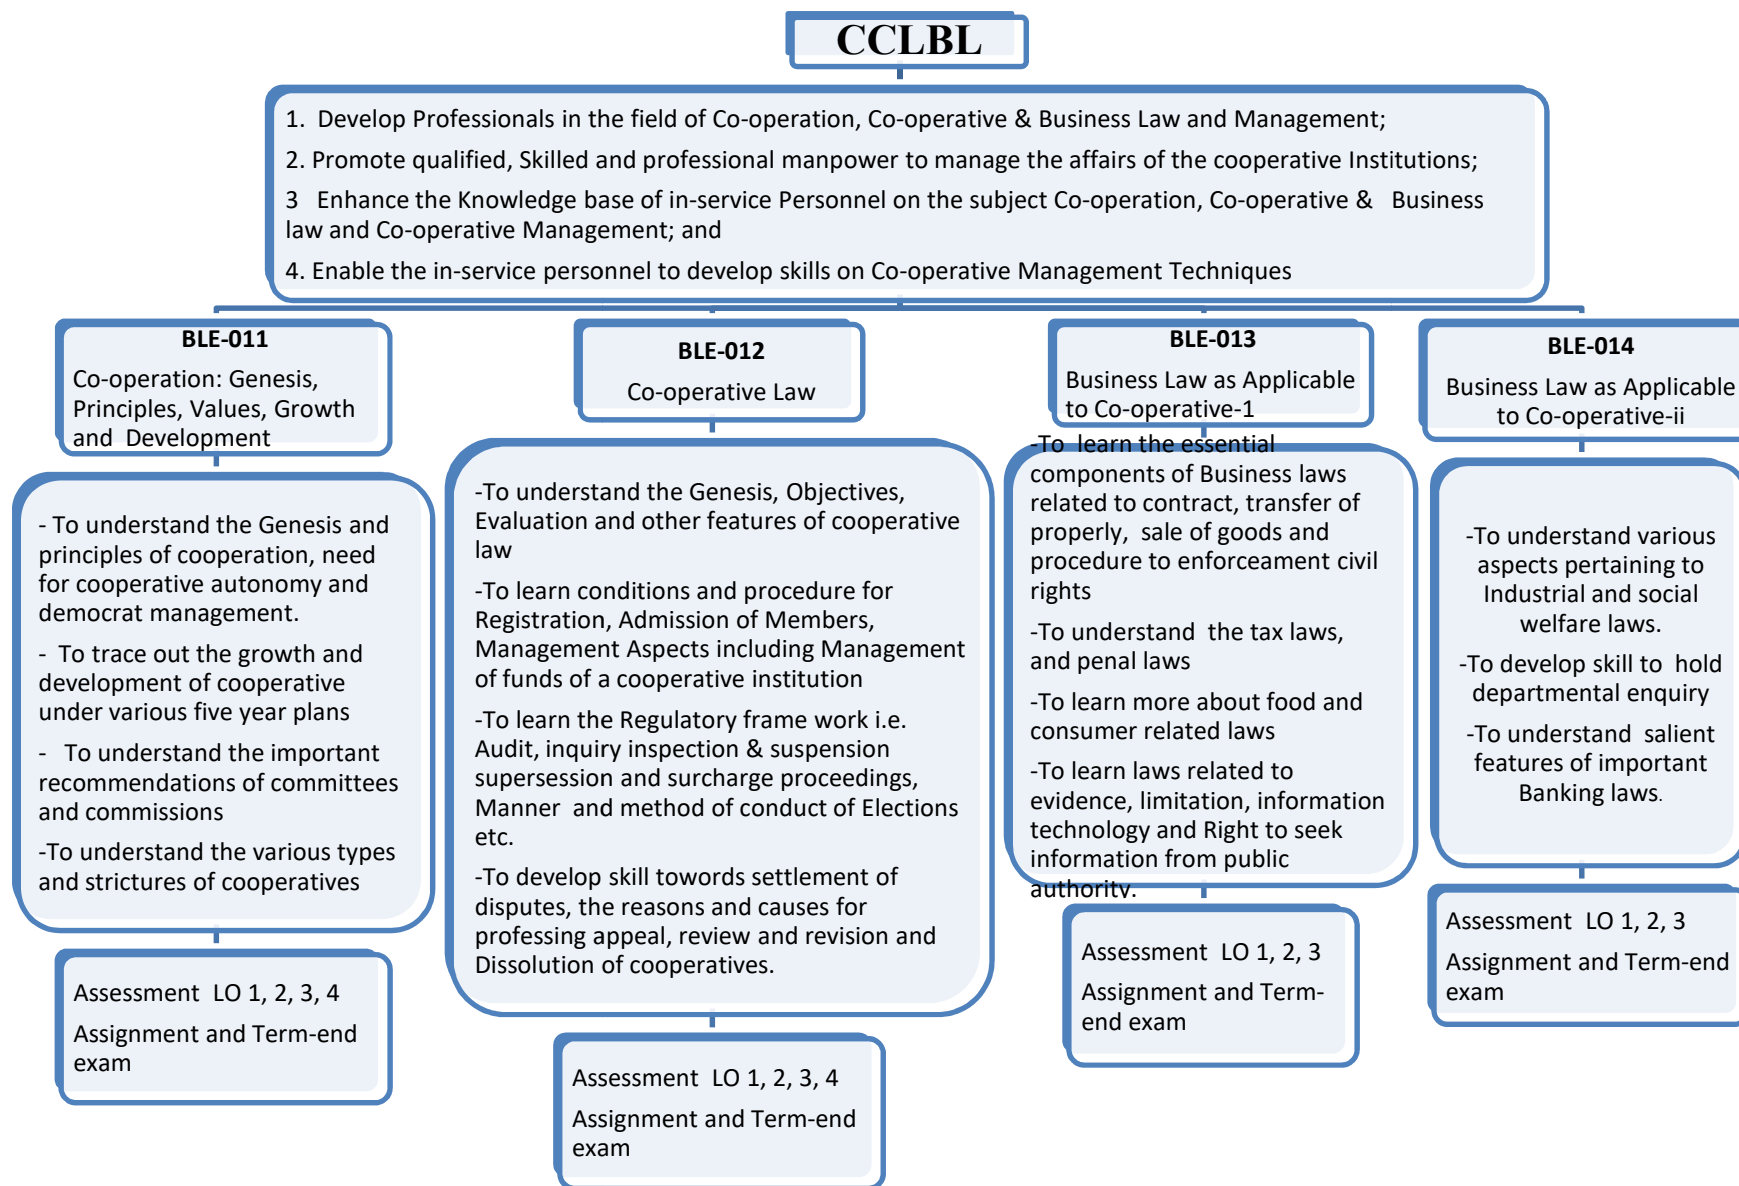 CCLBL
1. Develop Professionals in the field of Co-operation, Co-operative & Business Law and Management;
2. Promote qualified, Skilled and professional manpower to manage the affairs of the cooperative Institutions;
3 Enhance the Knowledge base of in-service Personnel on the subject Co-operation, Co-operative & Business
law and Co-operative Management; and
4. Enable the in-service personnel to develop skills on Co-operative Management Techniques
BLE-011
Co-operation: Genesis,
Principles, Values, Growth
and Development
- To understand the Genesis and
principles of cooperation, need
for cooperative autonomy and
democrat management.
- To trace out the growth and
development of cooperative
under various five year plans
- To understand the important
recommendations of committees
and commissions
-To understand the various types
and strictures of cooperatives
Assessment LO 1, 2, 3, 4
Assignment and Term-end
exam
BLE-012
Co-operative Law
-To understand the Genesis, Objectives,
Evaluation and other features of cooperative
law
-To learn conditions and procedure for
Registration, Admission of Members,
Management Aspects including Management
of funds of a cooperative institution
-To learn the Regulatory frame work i.e.
Audit, inquiry inspection & suspension
supersession and surcharge proceedings,
Manner and method of conduct of Elections
etc.
-To develop skill towords settlement of
disputes, the reasons and causes for
professing appeal, review and revision and
Dissolution of cooperatives.
Assessment LO 1, 2, 3, 4
Assignment and Term-end
exam
BLE-013
Business Law as Applicable
to Co-operative-1
-To learn the essential
components of Business laws
related to contract, transfer of
properly, sale of goods and
procedure to enforceament civil
rights
-To understand the tax laws,
and penal laws
-To learn more about food and
consumer related laws
-To learn laws related to
evidence, limitation, information
technology and Right to seek
information from public
authority.
Assessment LO 1, 2, 3
Assignment and Term-
end exam
BLE-014
Business Law as Applicable
to Co-operative-ii
-To understand various
aspects pertaining to
Industrial and social
welfare laws.
-To develop skill to hold
departmental enquiry
-To understand salient
features of important
Banking laws.
Assessment LO 1, 2, 3
Assignment and Term-end
exam